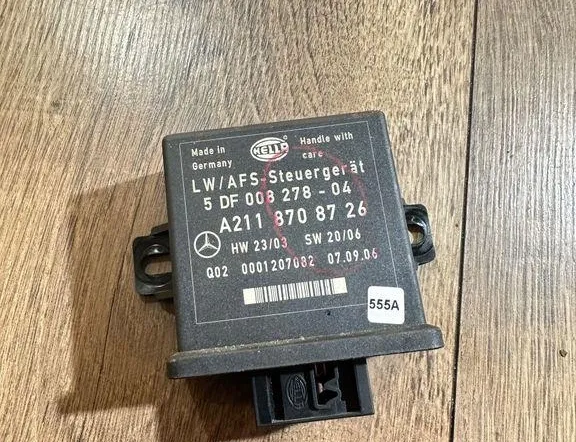 Made in Germany
HELLA
Handle with care
LW/AFS-Steuergerät
5 DF 008 278 - 04
A211 870 87 26
HW 23/03 SW 20/06
Q02 0001207082 07.09.06
555A